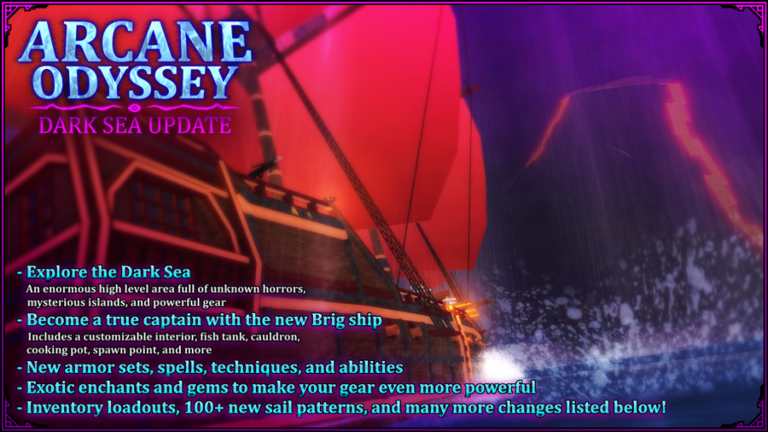 ARCANE
ODYSSEY
DARK SEA UPDATE
- Explore the Dark Sea
An enormous high level area full of unknown horrors,
mysterious islands, and powerful gear
- Become a true captain with the new Brig ship
Includes a customizable interior, fish tank, cauldron,
cooking pot, spawn point, and more
- New armor sets, spells, techniques, and abilities
- Exotic enchants and gems to make your gear even more powerful
- Inventory loadouts, 100+ new sail patterns, and many more changes listed below!